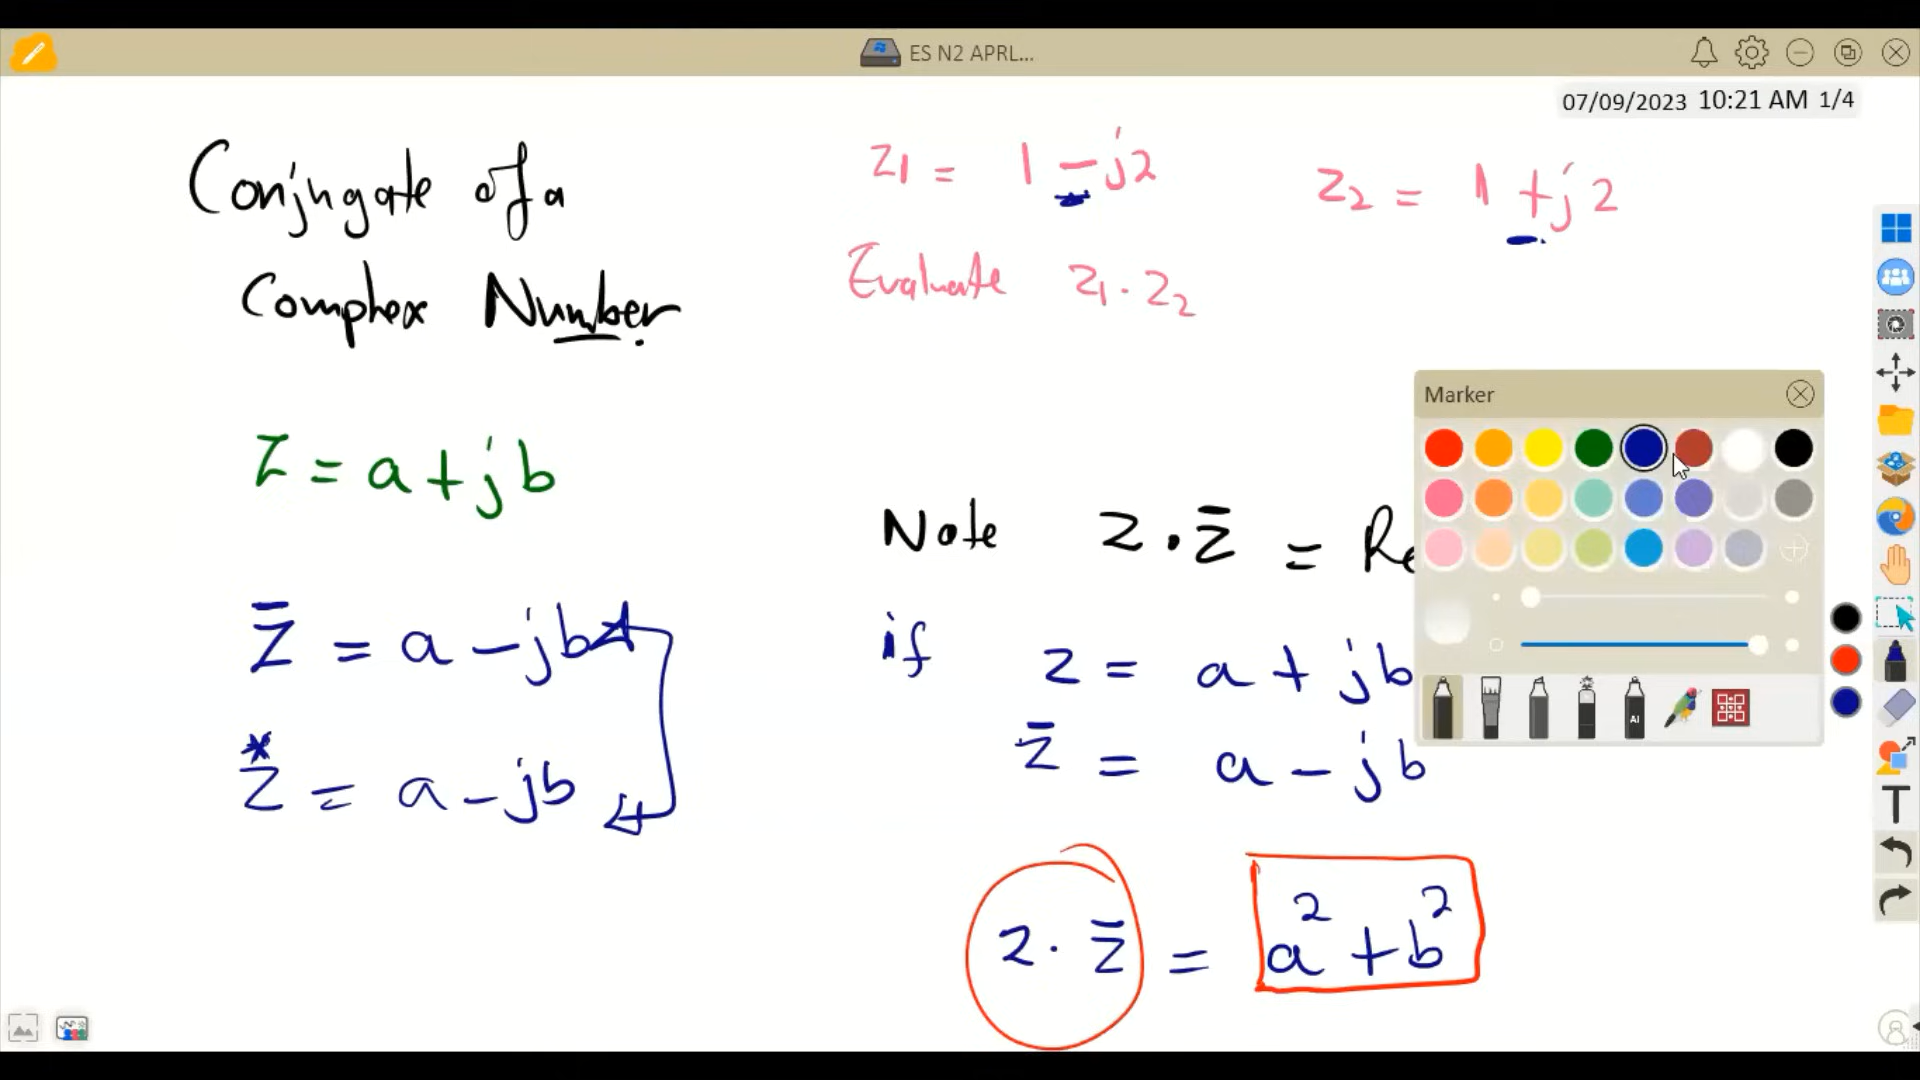 ES N2 APRL...
07/09/2023 10:21 AM 1/4
Conjugate of a
Complex Number.
z = a + jb
z̄ = a - jb
z* = a - jb
z1 = 1 - j2
z2 = 1 + j2
Evaluate z1 . z2
Note z . z̄ = Re
if z = a + jb
z̄ = a - jb
z . z̄ = a² + b²
Marker
AI
T